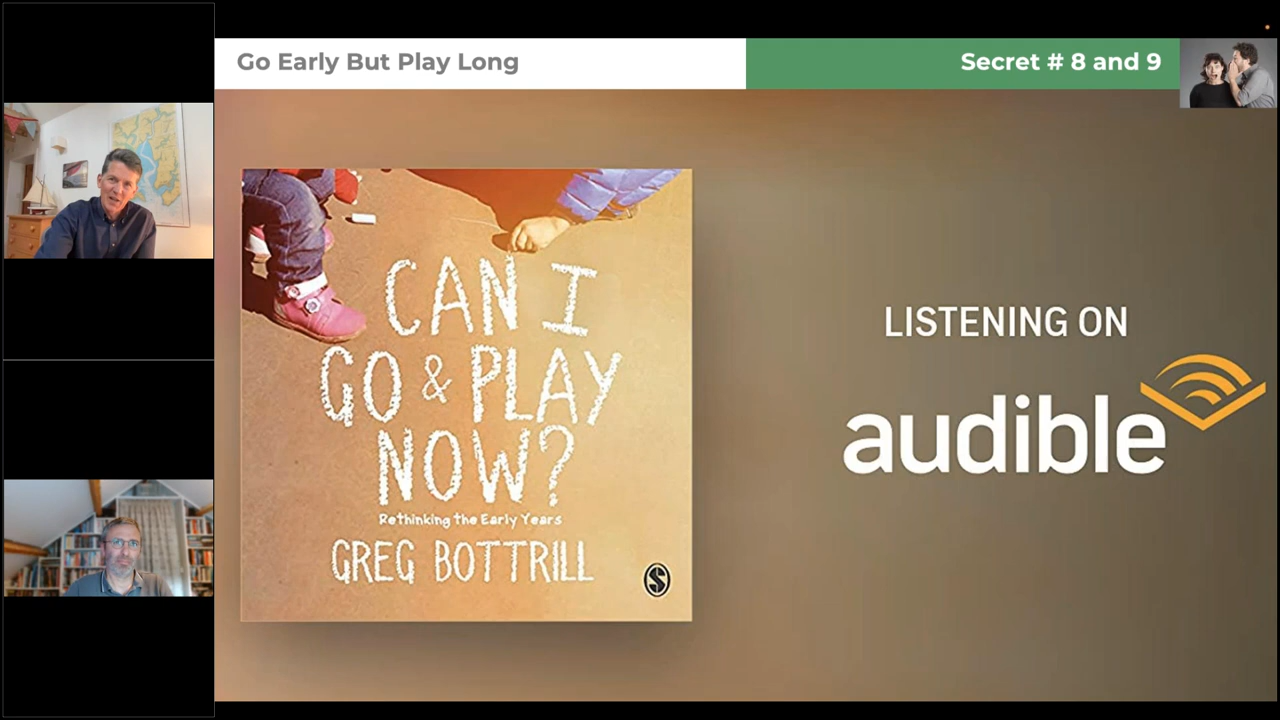 Go Early But Play Long
Secret # 8 and 9
CAN I
GO & PLAY
NOW?
Rethinking the Early Years
GREG BOTTRILL
S
LISTENING ON
audible